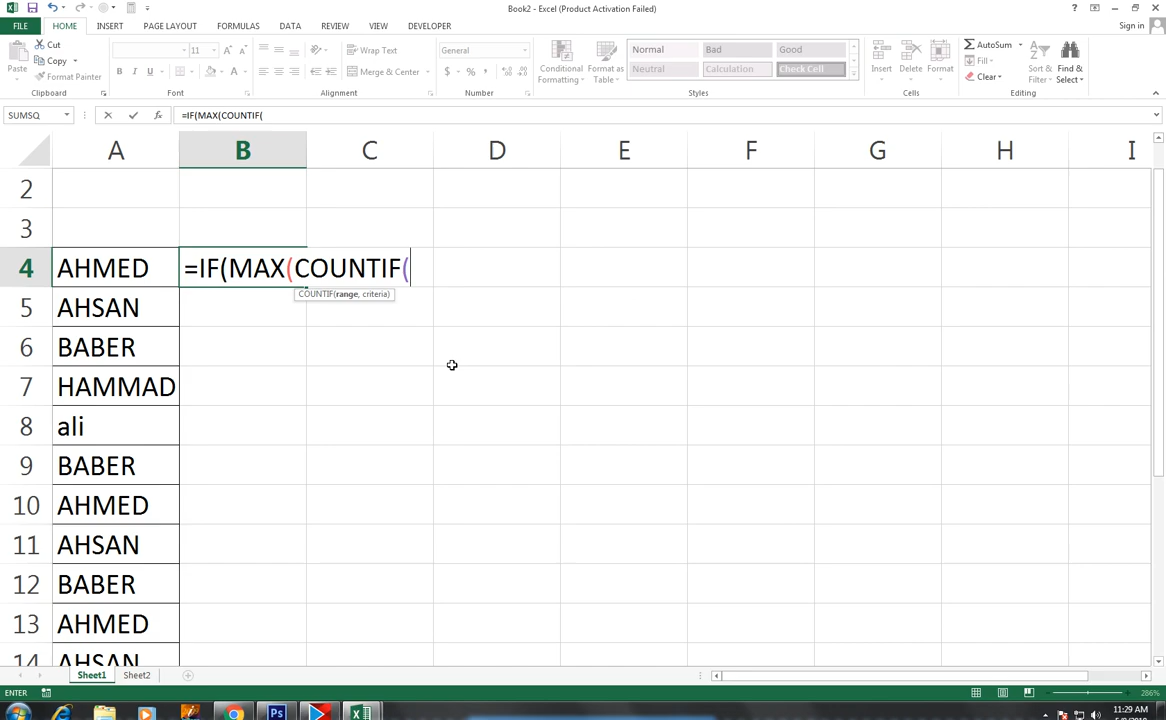 Book2 - Excel (Product Activation Failed)
?
FILE HOME INSERT PAGE LAYOUT FORMULAS DATA REVIEW VIEW DEVELOPER Sign in
Paste
Cut
Copy
Format Painter
Clipboard
11
B I U
Font
Wrap Text
Merge & Center
Alignment
General
$ % ,
Number
Conditional Formatting
Format as Table
Normal Bad Good
Neutral Calculation Check Cell
Styles
Insert Delete Format
Cells
AutoSum
Fill
Clear
Sort & Filter
Find & Select
Editing
SUMSQ fx =IF(MAX(COUNTIF(
A B C D E F G H I
2
3
4 AHMED =IF(MAX(COUNTIF(
COUNTIF(range, criteria)
5 AHSAN
6 BABER
7 HAMMAD
8 ali
9 BABER
10 AHMED
11 AHSAN
12 BABER
13 AHMED
14 AHSAN
Sheet1 Sheet2
ENTER 286%
11:29 AM